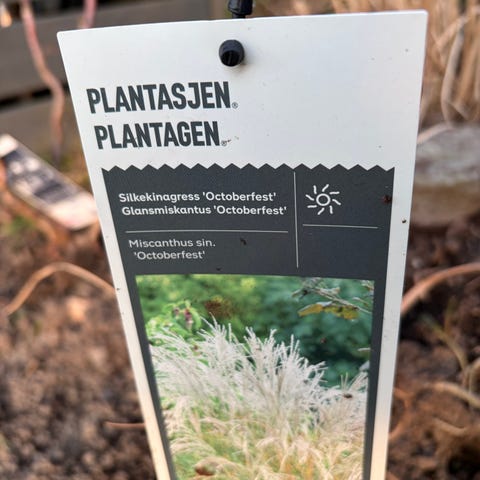 PLANTASJEN®
PLANTAGEN®
Silkekinagress 'Octoberfest'
Glansmiskantus 'Octoberfest'
Miscanthus sin.
'Octoberfest'